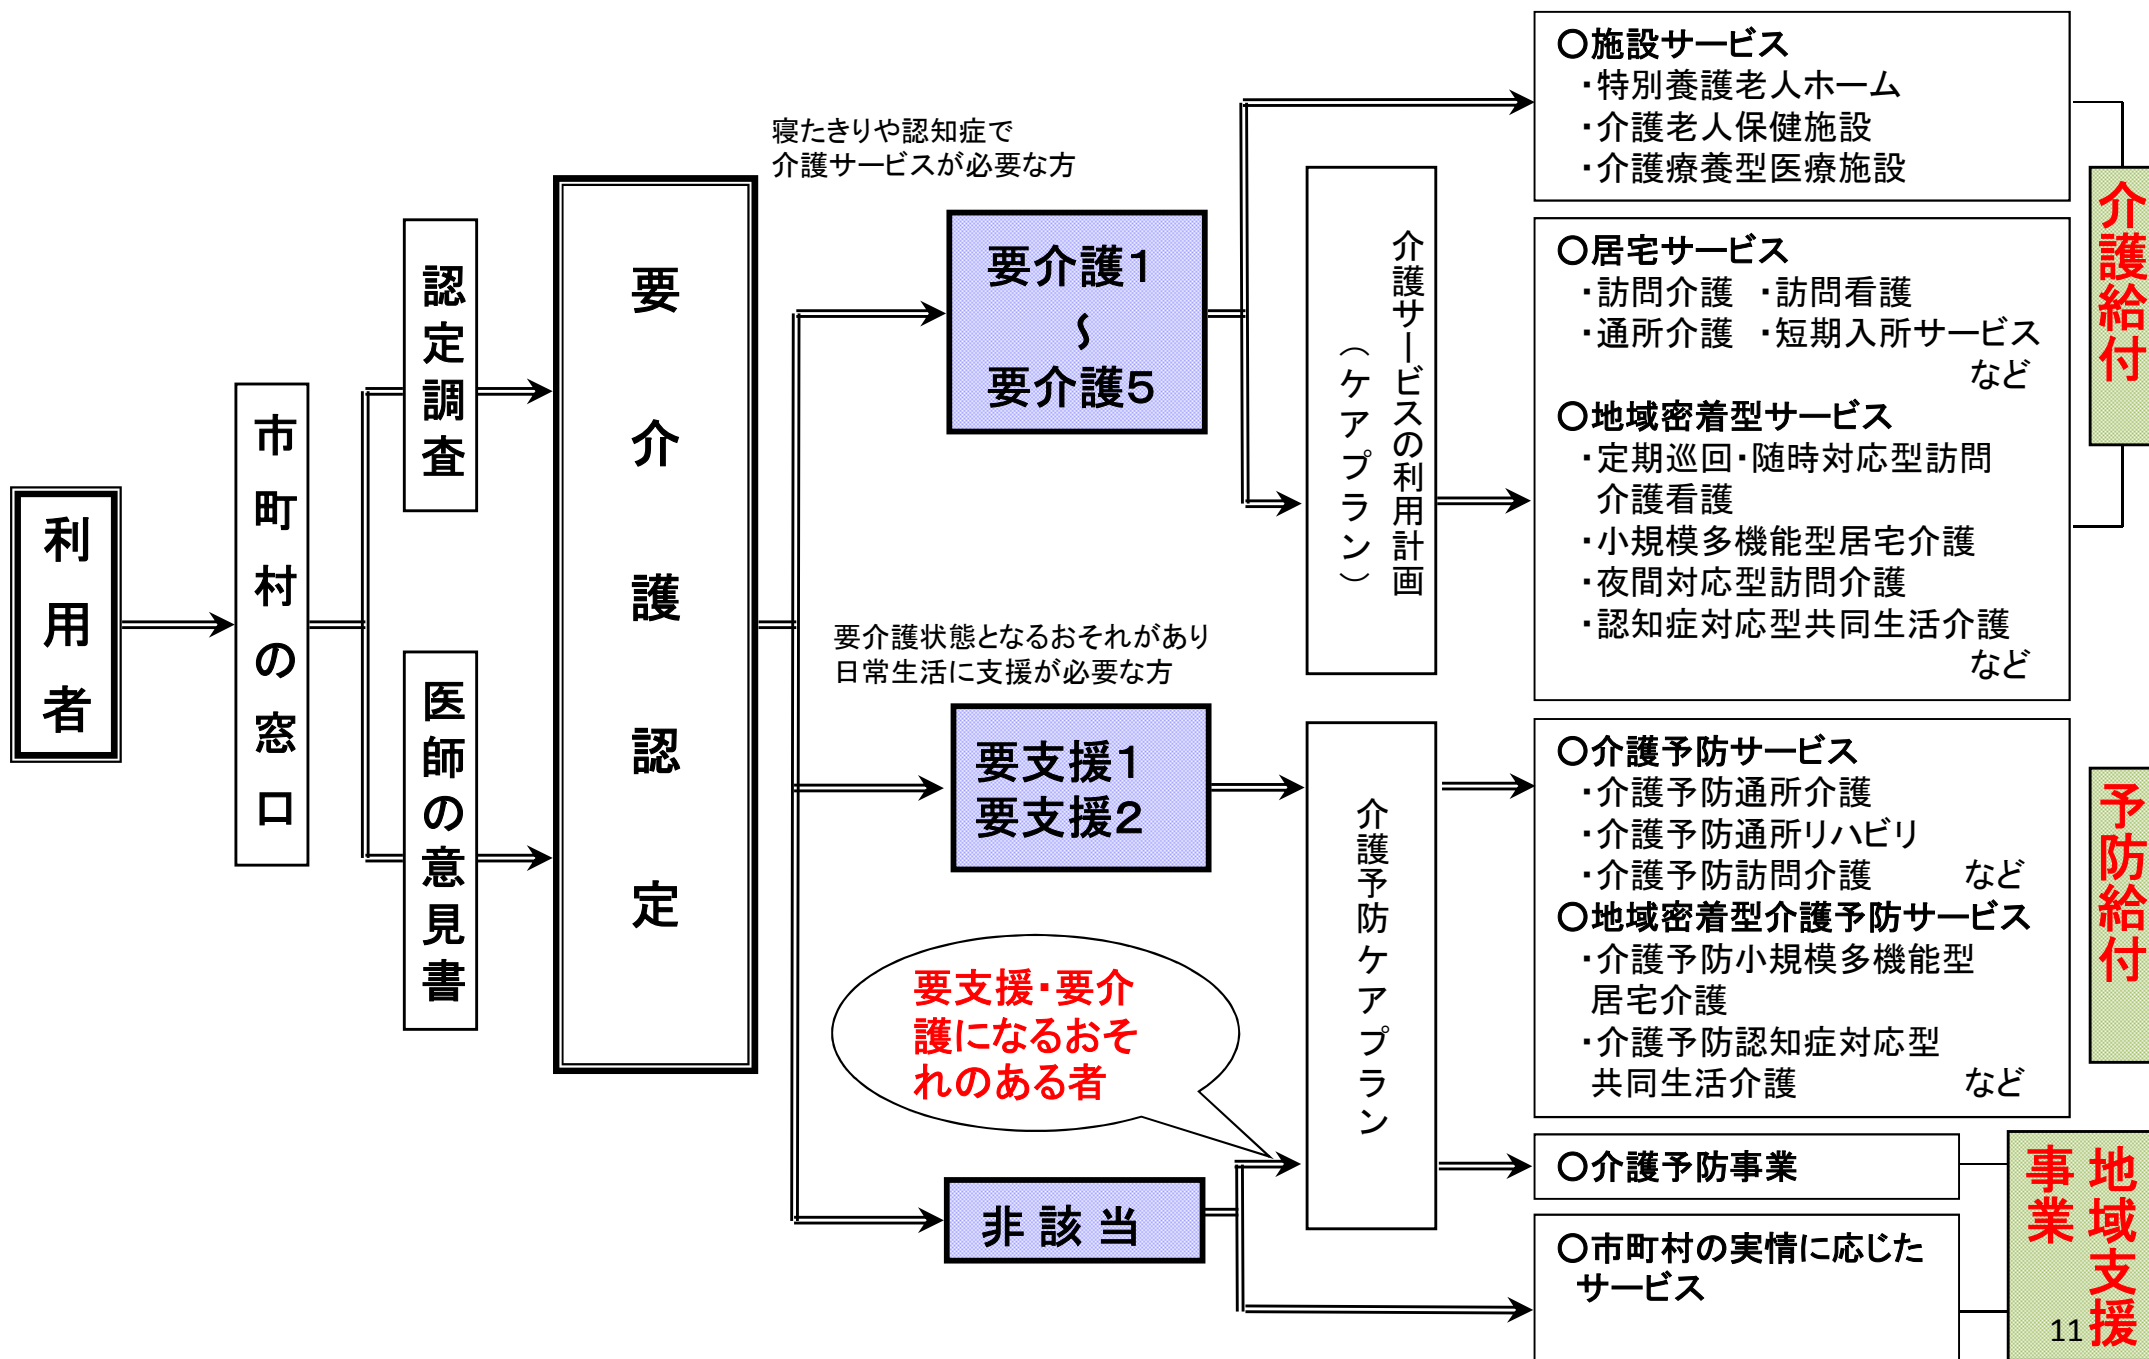 利用者
市町村の窓口
認定調査
医師の意見書
要介護認定
寝たきりや認知症で
介護サービスが必要な方
要介護1
～
要介護5
要介護状態となるおそれがあり
日常生活に支援が必要な方
要支援1
要支援2
要支援・要介
護になるおそ
れのある者
非該当
介護サービスの利用計画
（ケアプラン）
介護予防ケアプラン
○施設サービス
・特別養護老人ホーム
・介護老人保健施設
・介護療養型医療施設
○居宅サービス
・訪問介護 ・訪問看護
・通所介護 ・短期入所サービス
など
○地域密着型サービス
・定期巡回・随時対応型訪問
介護看護
・小規模多機能型居宅介護
・夜間対応型訪問介護
・認知症対応型共同生活介護
など
○介護予防サービス
・介護予防通所介護
・介護予防通所リハビリ
・介護予防訪問介護 など
○地域密着型介護予防サービス
・介護予防小規模多機能型
居宅介護
・介護予防認知症対応型
共同生活介護 など
○介護予防事業
○市町村の実情に応じた
サービス
介護給付
予防給付
地域支援
事業
11